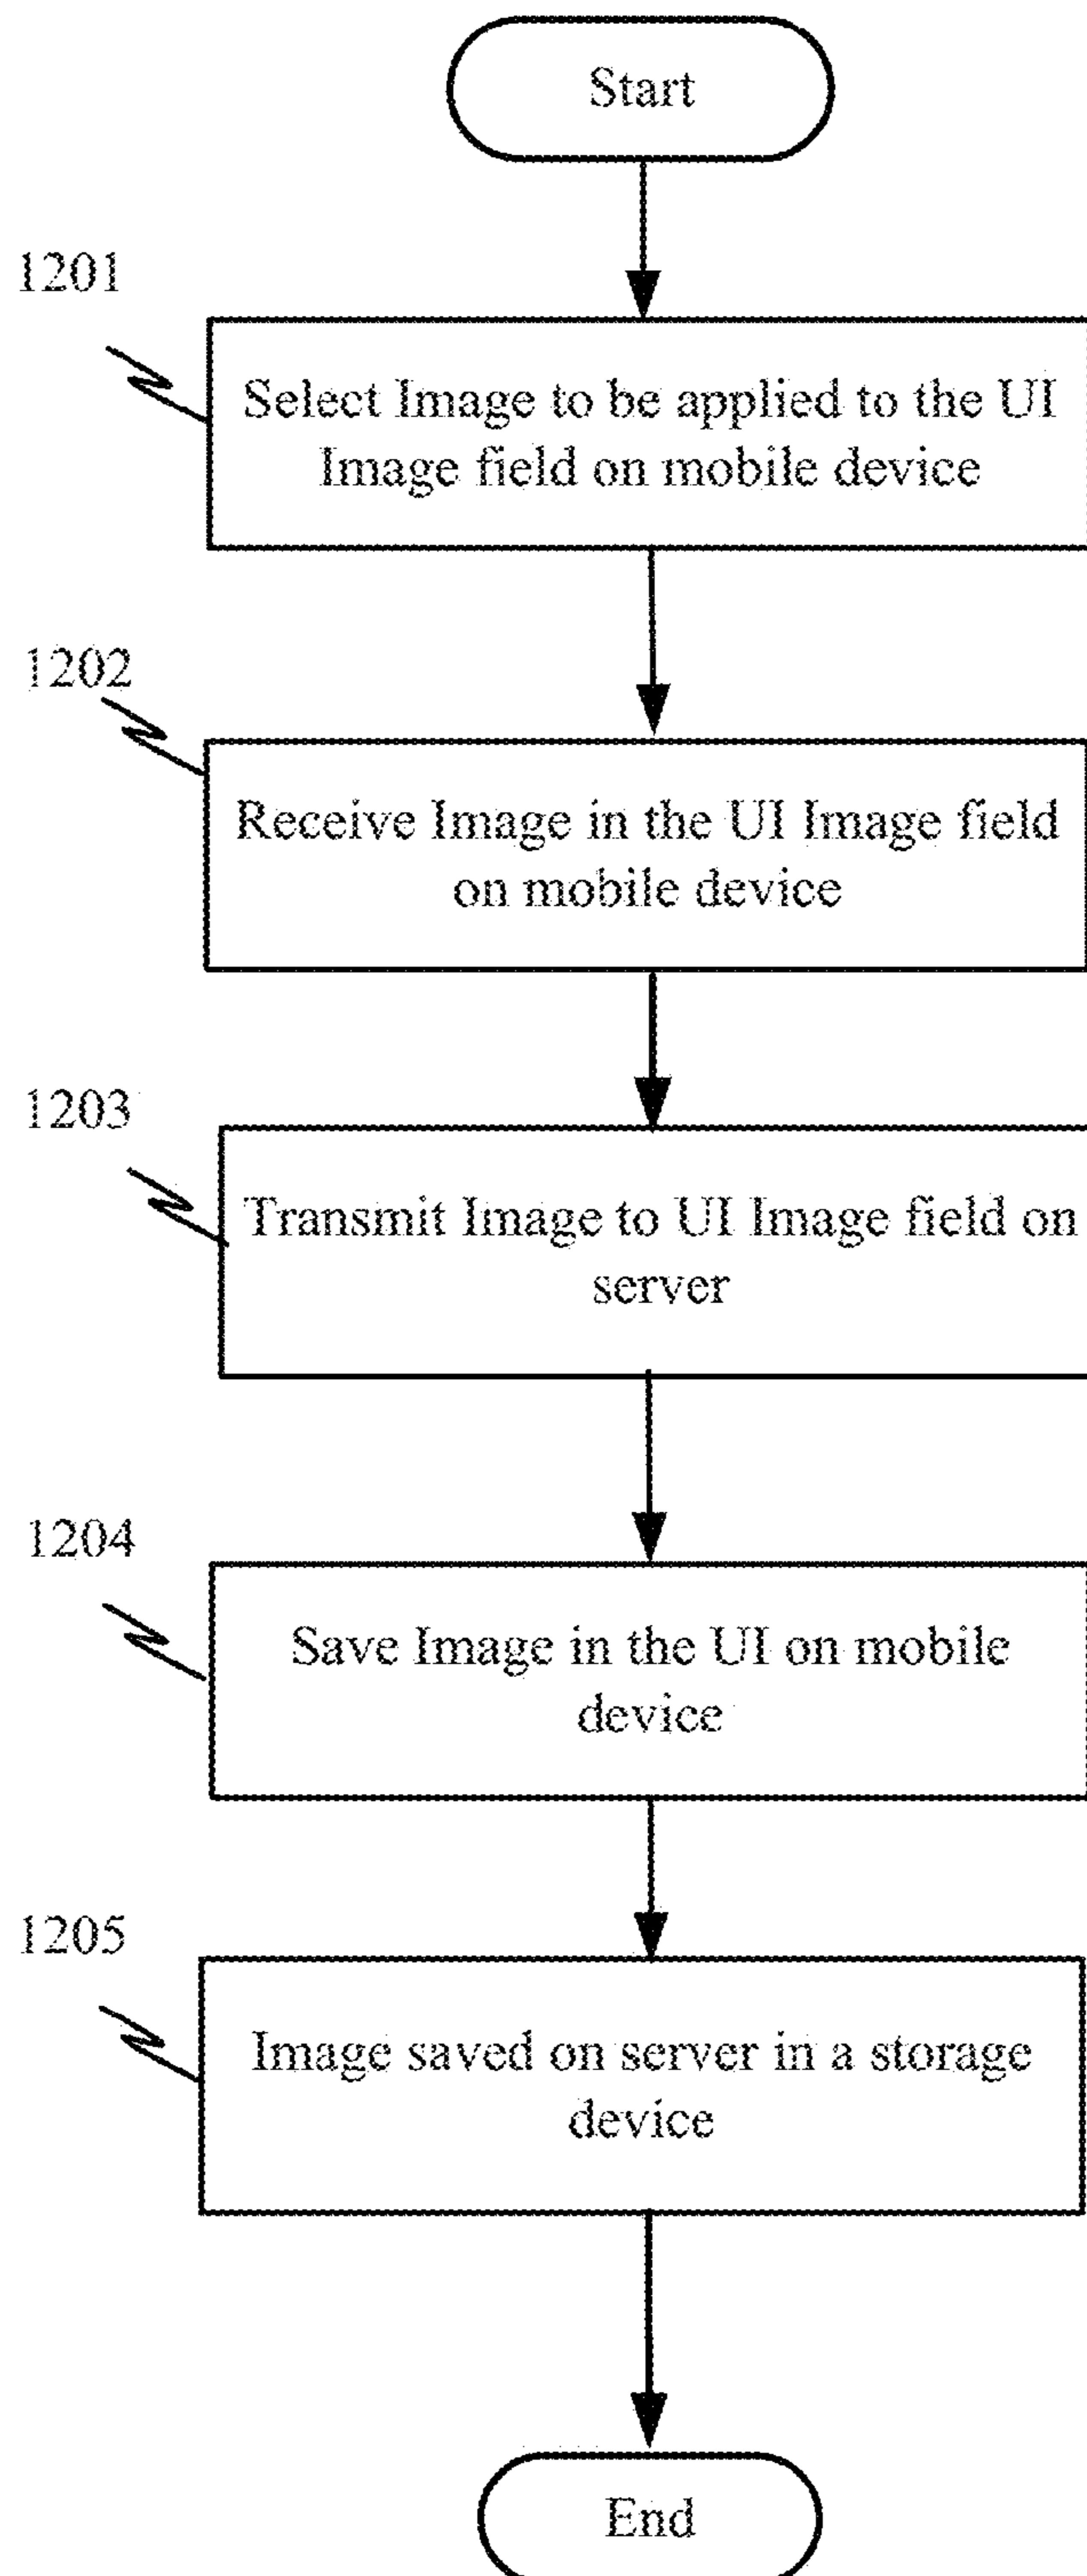 Start
1201
Select Image to be applied to the UI
Image field on mobile device
1202
Receive Image in the UI Image field
on mobile device
1203
Transmit Image to UI Image field on
server
1204
Save Image in the UI on mobile
device
1205
Image saved on server in a storage
device
End